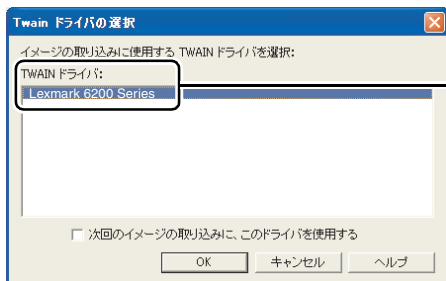 Twain ドライバの選択
イメージの取り込みに使用する TWAIN ドライバを選択:
TWAIN ドライバ:
Lexmark 6200 Series
次回のイメージの取り込みに、このドライバを使用する
OK キャンセル ヘルプ